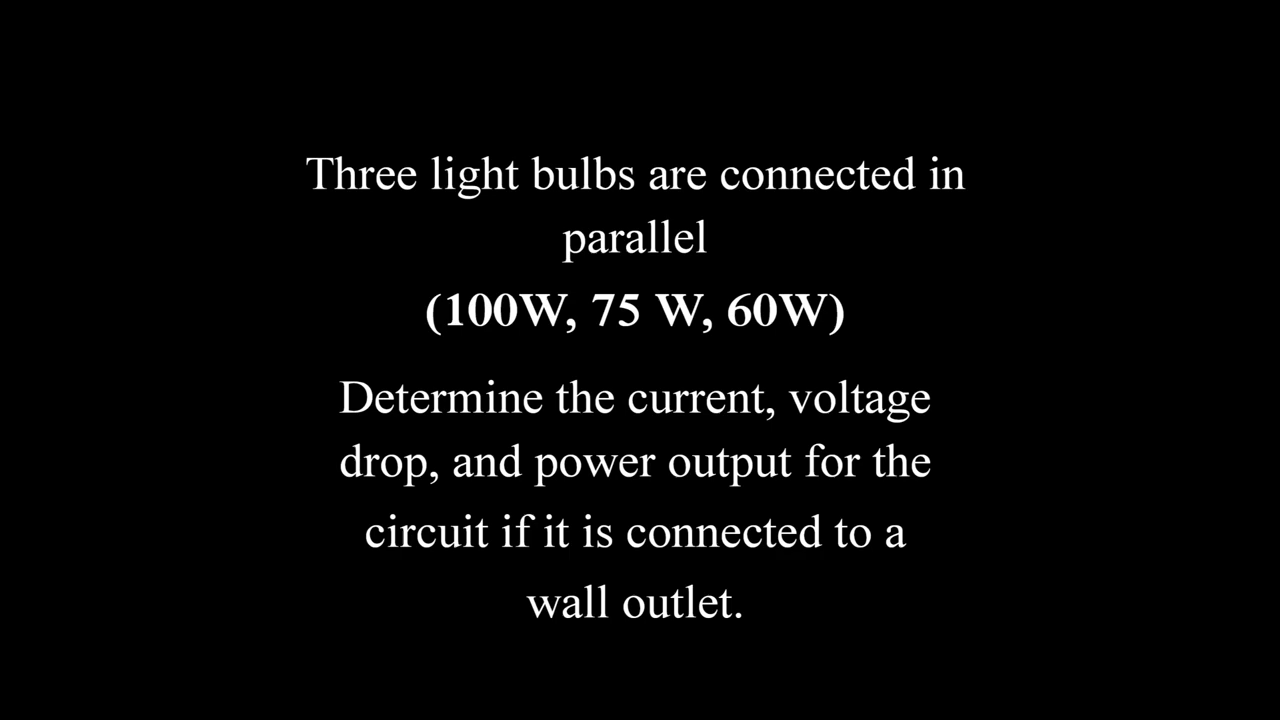 Three light bulbs are connected in
parallel
(100W, 75 W, 60W)
Determine the current, voltage
drop, and power output for the
circuit if it is connected to a
wall outlet.